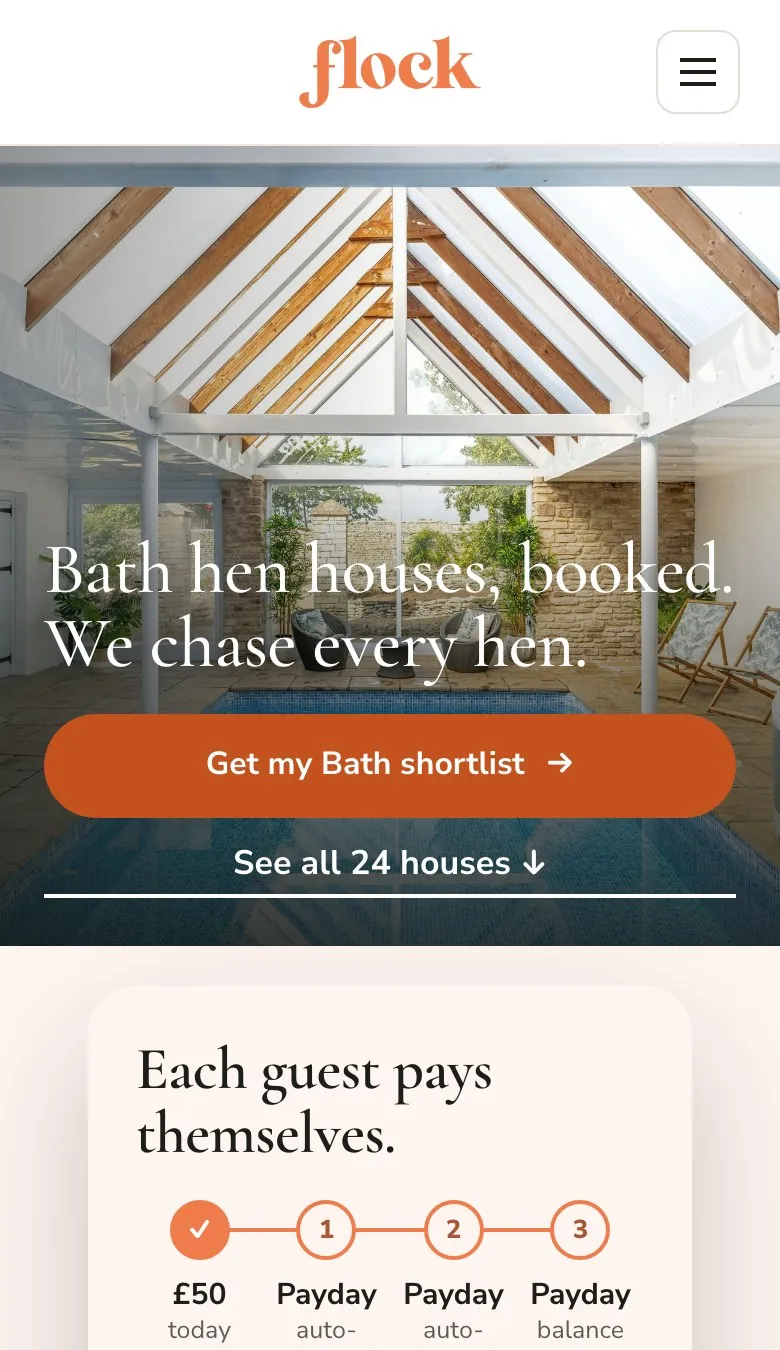 flock
Bath hen houses, booked.
We chase every hen.
Get my Bath shortlist →
See all 24 houses ↓
Each guest pays
themselves.
1 2 3
£50 Payday Payday Payday
today auto- auto- balance